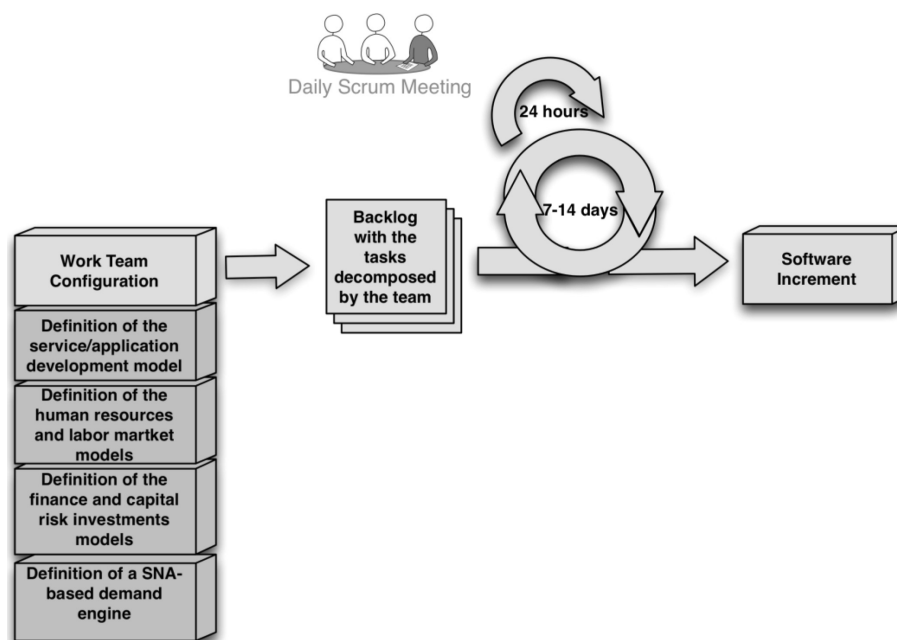 Daily Scrum Meeting
24 hours
7-14 days
Work Team
Configuration
Backlog
with the
tasks
decomposed
by the team
Software
Increment
Definition of the
service/application
development model
Definition of the
human resources
and labor martket
models
Definition of the
finance and capital
risk investments
models
Definition of a SNA-
based demand
engine